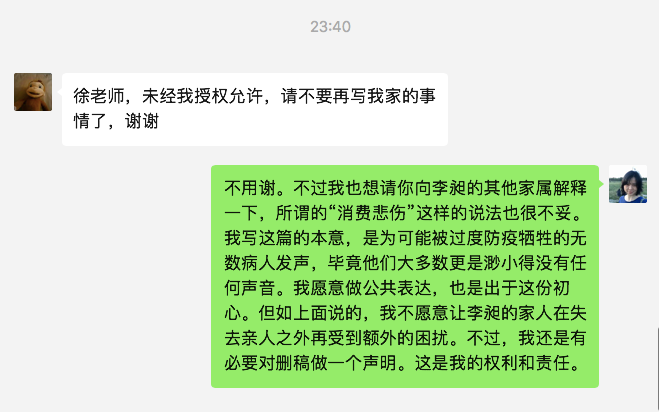 23:40
徐老师，未经我授权允许，请不要再写我家的事
情了，谢谢
不用谢。不过我也想请你向李昶的其他家属解释
一下，所谓的“消费悲伤”这样的说法也很不妥。
我写这篇的本意，是为可能被过度防疫牺牲的无
数病人发声，毕竟他们大多数更是渺小得没有任
何声音。我愿意做公共表达，也是出于这份初
心。但如上面说的，我不愿意让李昶的家人在失
去亲人之外再受到额外的困扰。不过，我还是有
必要对删稿做一个声明。这是我的权利和责任。